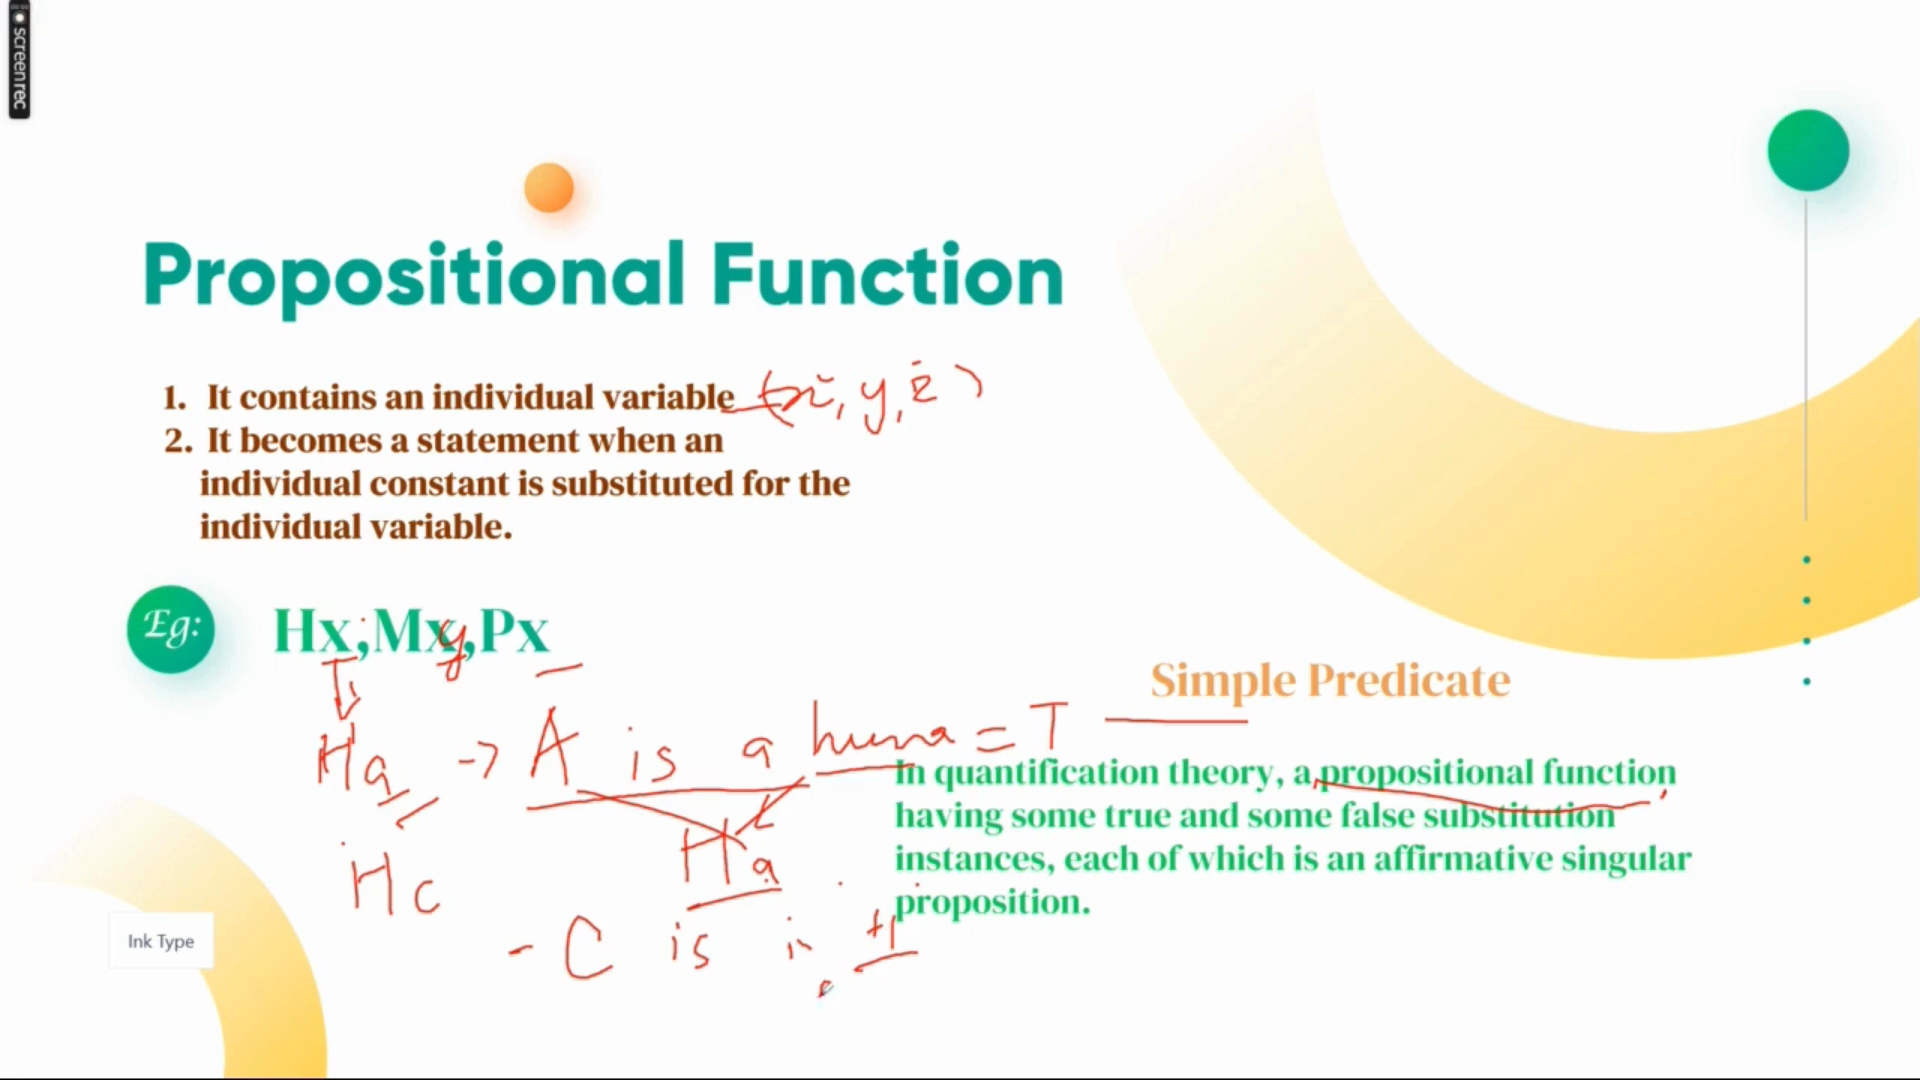 screenrec
Propositional Function
1. It contains an individual variable (x, y, z)
2. It becomes a statement when an
individual constant is substituted for the
individual variable.
Eg: Hx,Mx,Px
y
Simple Predicate
Ha → A is a huma = T
In quantification theory, a propositional function
having some true and some false substitution
instances, each of which is an affirmative singular
proposition.
Ha
Hc
- C is
Ink Type